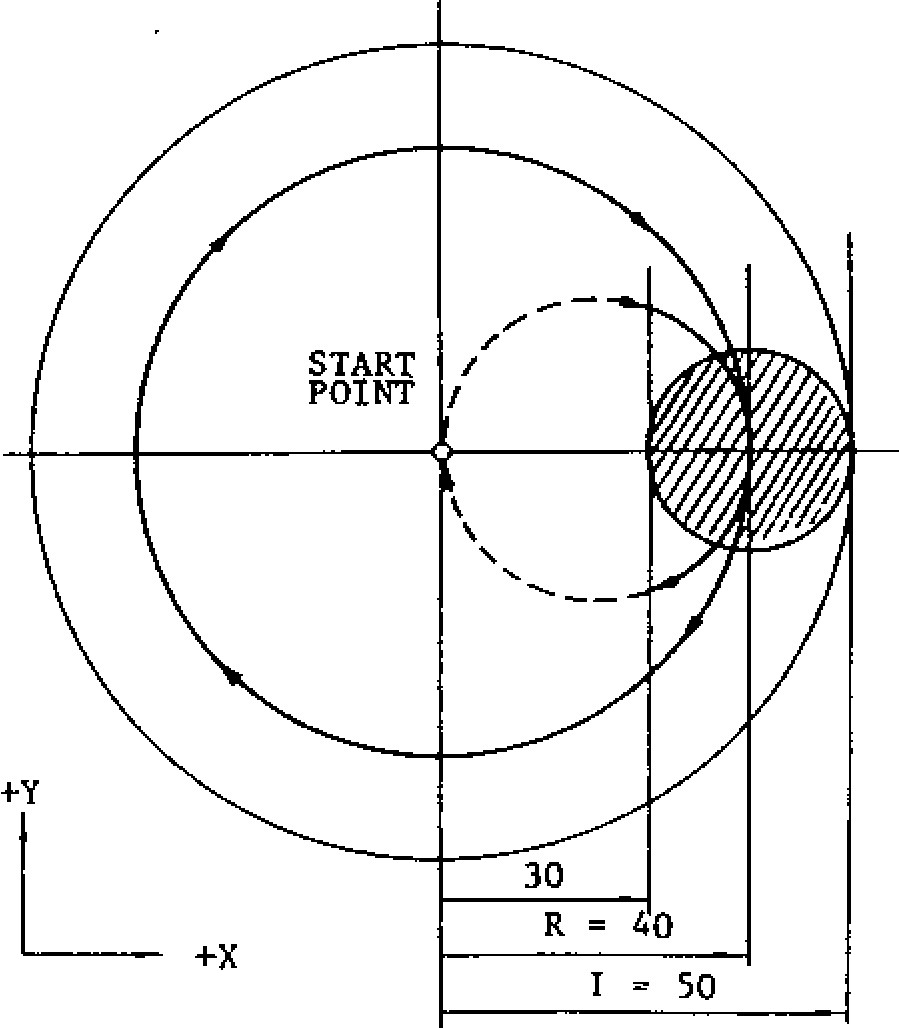 START
POINT
+Y
+X
30
R = 40
I = 50